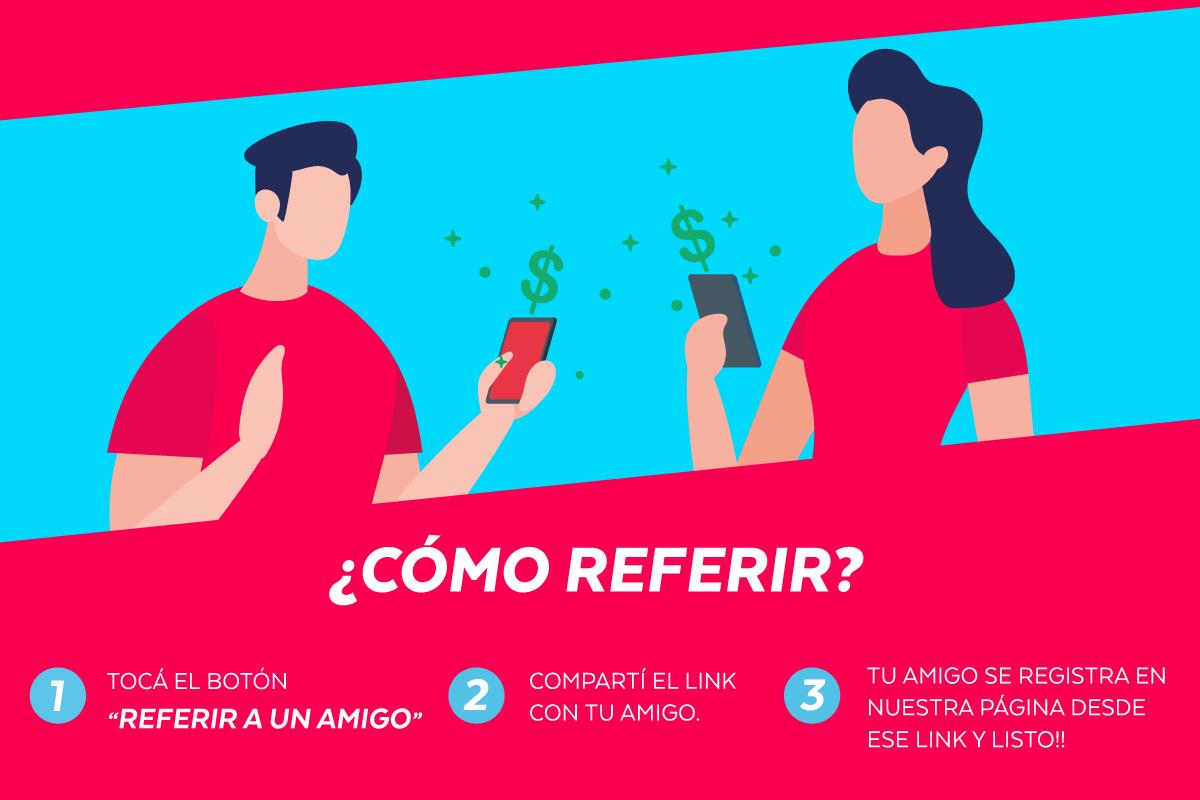 ¿CÓMO REFERIR?
1
TOCÁ EL BOTÓN
“REFERIR A UN AMIGO”
2
COMPARTÍ EL LINK
CON TU AMIGO.
3
TU AMIGO SE REGISTRA EN
NUESTRA PÁGINA DESDE
ESE LINK Y LISTO!!